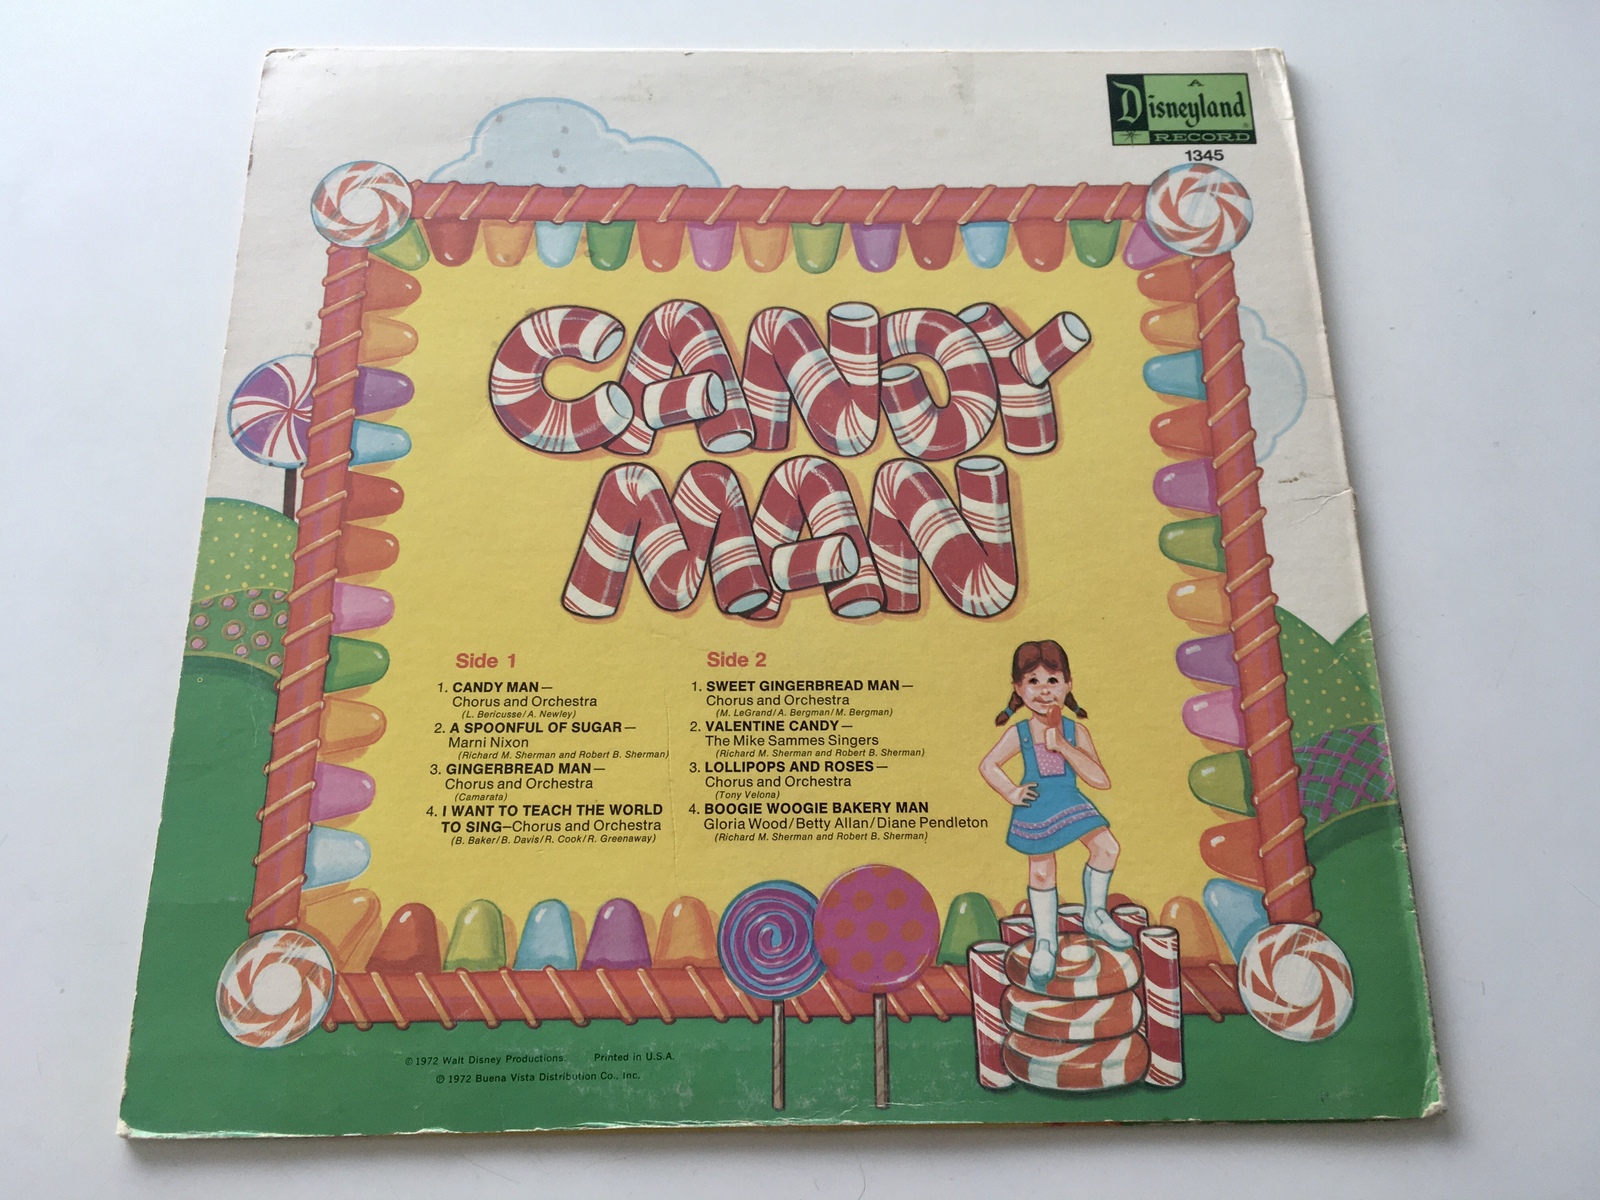 A
Disneyland
RECORD
1345
CANDY
MAN
Side 1
1. CANDY MAN—
Chorus and Orchestra
(L. Bericusse/A. Newley)
2. A SPOONFUL OF SUGAR—
Marni Nixon
(Richard M. Sherman and Robert B. Sherman)
3. GINGERBREAD MAN—
Chorus and Orchestra
(Camarata)
4. I WANT TO TEACH THE WORLD
TO SING—Chorus and Orchestra
(B. Baker/B. Davis/R. Cook/R. Greenaway)
Side 2
1. SWEET GINGERBREAD MAN—
Chorus and Orchestra
(M. LeGrand/A. Bergman/M. Bergman)
2. VALENTINE CANDY—
The Mike Sammes Singers
(Richard M. Sherman and Robert B. Sherman)
3. LOLLIPOPS AND ROSES—
Chorus and Orchestra
(Tony Velona)
4. BOOGIE WOOGIE BAKERY MAN
Gloria Wood/Betty Allan/Diane Pendleton
(Richard M. Sherman and Robert B. Sherman)
© 1972 Walt Disney Productions. Printed in U.S.A.
℗ 1972 Buena Vista Distribution Co., Inc.